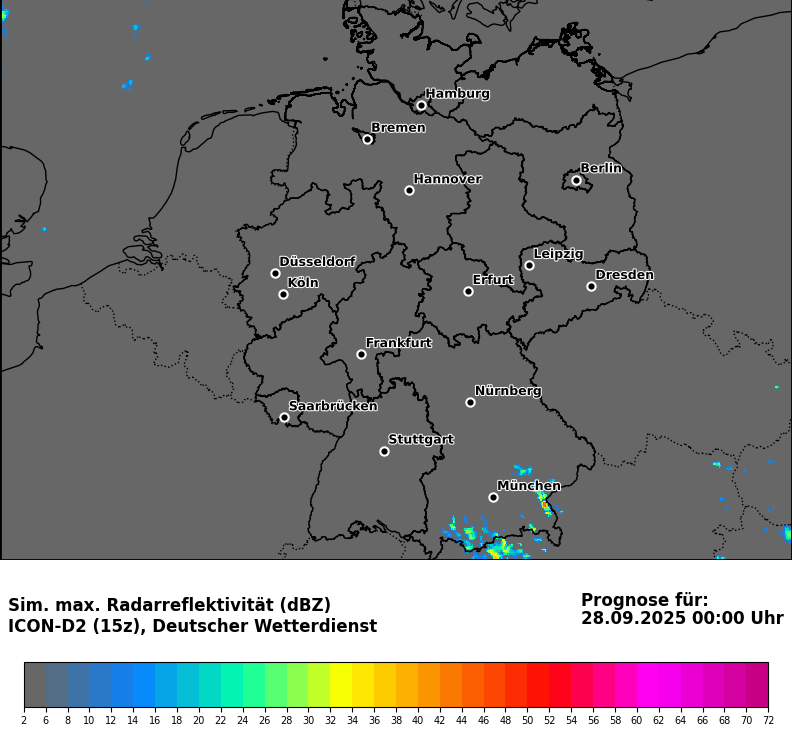 Hamburg
Bremen
Berlin
Hannover
Leipzig
Düsseldorf
Dresden
Köln
Erfurt
Frankfurt
Nürnberg
Saarbrücken
Stuttgart
München
Sim. max. Radarreflektivität (dBZ)
ICON-D2 (15z), Deutscher Wetterdienst
Prognose für:
28.09.2025 00:00 Uhr
2 6 8 10 12 14 16 18 20 22 24 26 28 30 32 34 36 38 40 42 44 46 48 50 52 54 56 58 60 62 64 66 68 70 72